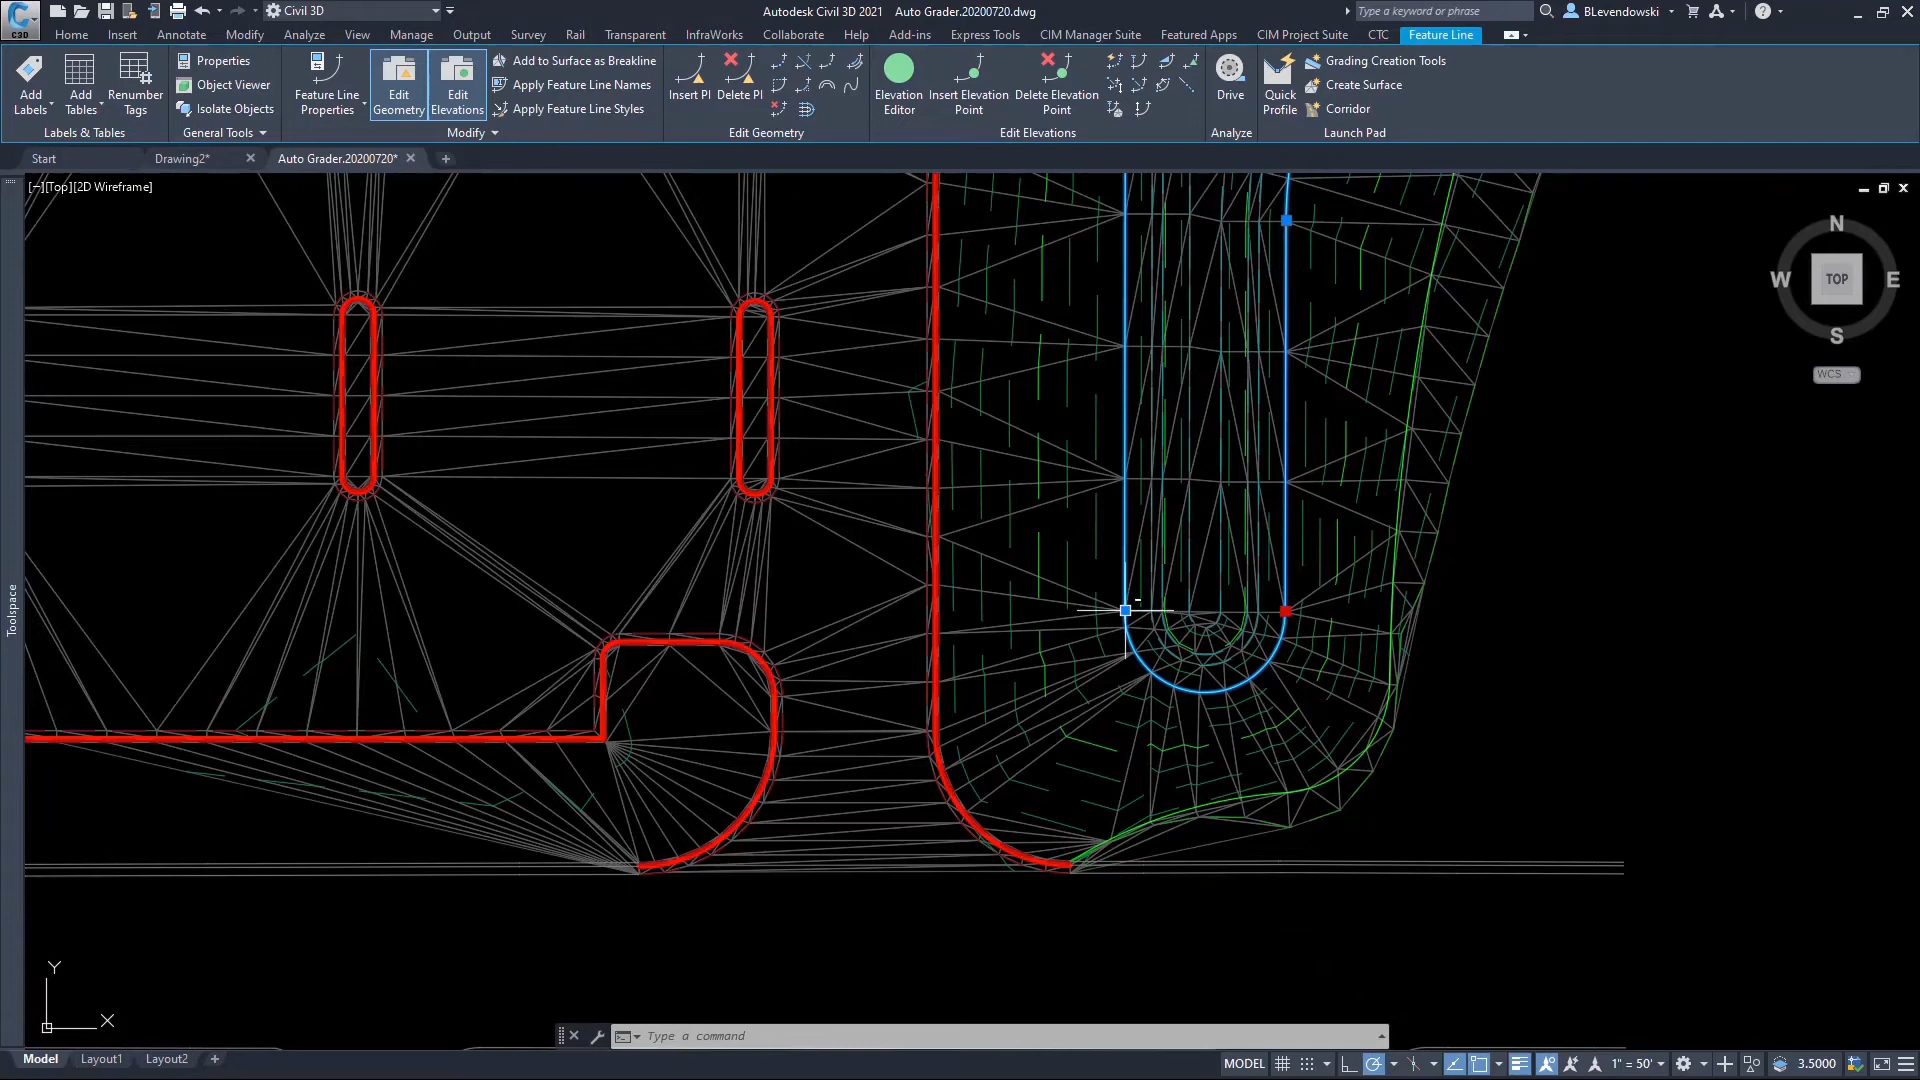 C3D
Civil 3D
Autodesk Civil 3D 2021 Auto Grader.20200720.dwg
Type a keyword or phrase
BLevendowski
Home Insert Annotate Modify Analyze View Manage Output Survey Rail Transparent InfraWorks Collaborate Help Add-ins Express Tools CIM Manager Suite Featured Apps CIM Project Suite CTC Feature Line
Add Labels
Add Tables
Renumber Tags
Labels & Tables
Properties
Object Viewer
Isolate Objects
General Tools
Feature Line Properties
Edit Geometry
Edit Elevations
Add to Surface as Breakline
Apply Feature Line Names
Apply Feature Line Styles
Modify
Insert PI
Delete PI
Edit Geometry
Elevation Editor
Insert Elevation Point
Delete Elevation Point
Edit Elevations
Drive
Analyze
Quick Profile
Grading Creation Tools
Create Surface
Corridor
Launch Pad
Start
Drawing2*
Auto Grader.20200720*
[−][Top][2D Wireframe]
N
W TOP E
S
WCS
Toolspace
Y
X
Type a command
Model Layout1 Layout2
MODEL
1" = 50'
3.5000